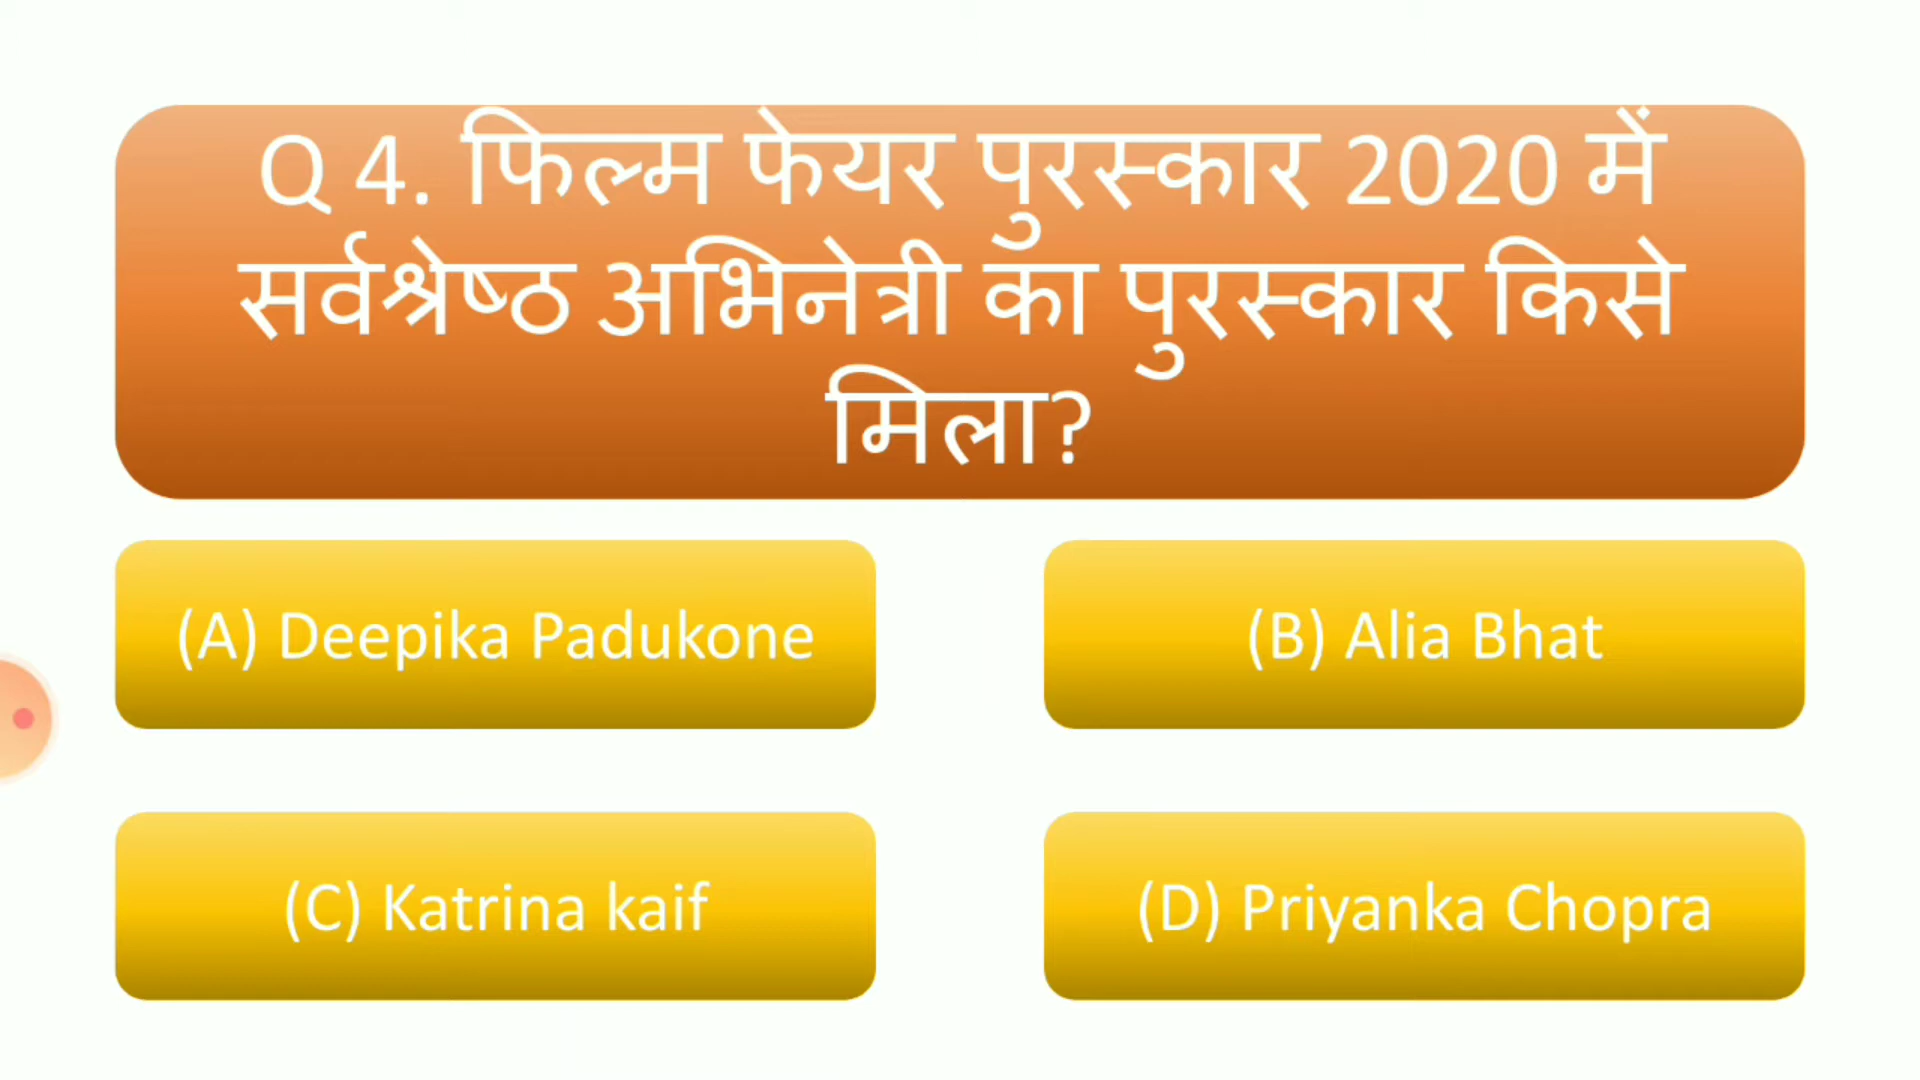 Q 4. फिल्म फेयर पुरस्कार 2020 में
सर्वश्रेष्ठ अभिनेत्री का पुरस्कार किसे
मिला?
(A) Deepika Padukone
(B) Alia Bhat
(C) Katrina kaif
(D) Priyanka Chopra